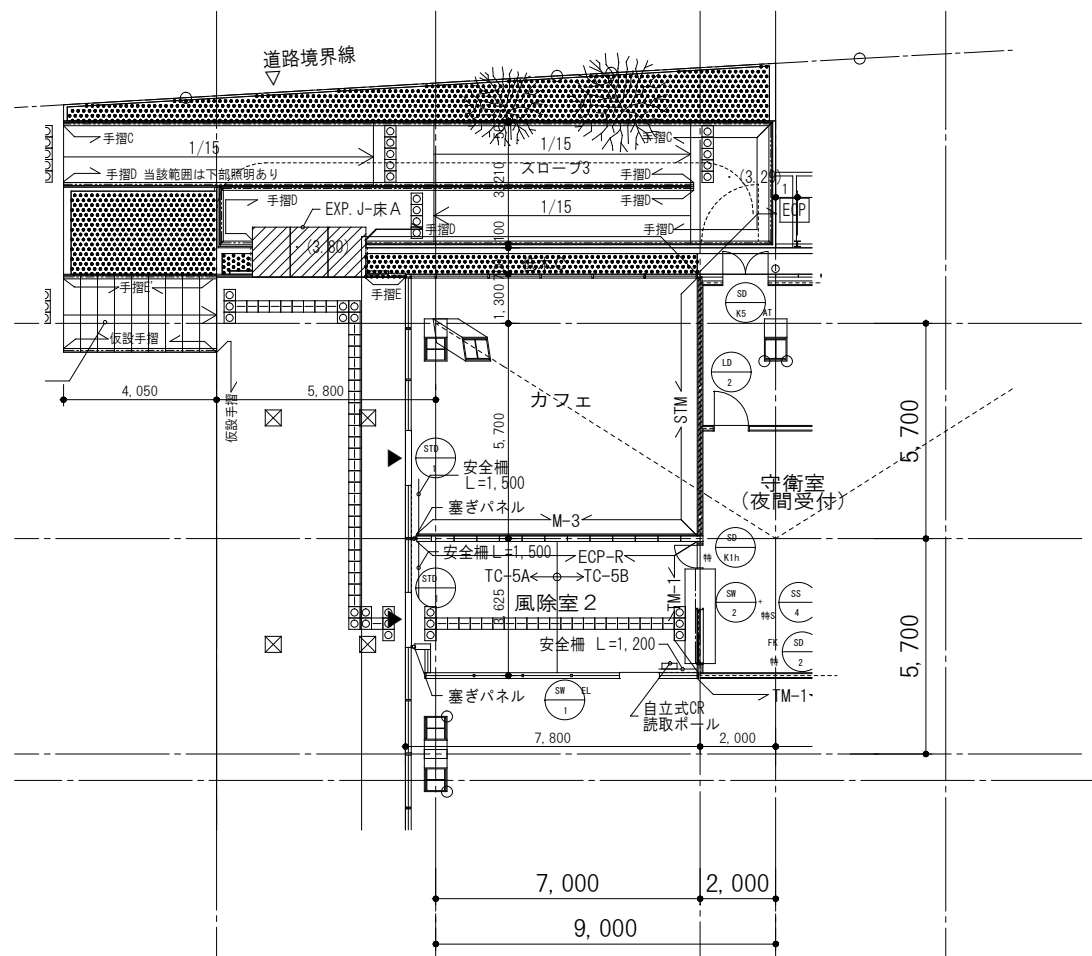 道路境界線
手摺C
1/15
1/15
手摺C
スロープ3
手摺D 当該範囲は下部照明あり
手摺D
(3.29)
1
手摺D
EXP.J-床A
手摺D
ECP
1/15
手摺D
手摺D
100
(3.80)
手摺E'
手摺E
1,300
SD
K5
AT
仮設手摺
LD
2
4,050
5,800
仮設手摺
カフェ
STM
5,700
5,700
STD
1
安全柵
L=1,500
塞ぎパネル
守衛室
(夜間受付)
M-3
安全柵L=1,500
ECP-R
特
SD
K1h
TC-5A
TC-5B
STD
1
TM-1
SW
2
特S
SS
4
風除室2
3,625
安全柵 L=1,200
FK
特
SD
2
5,700
塞ぎパネル
SW
1
EL
自立式CR
読取ポール
TM-1
7,800
2,000
7,000
2,000
9,000